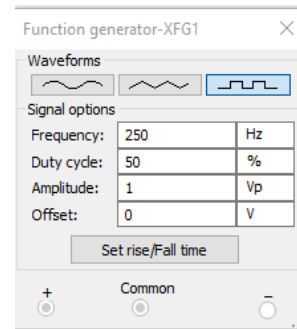 Function generator-XFG1
Waveforms
Signal options
Frequency: 250 Hz
Duty cycle: 50 %
Amplitude: 1 Vp
Offset: 0 V
Set rise/Fall time
+ Common −